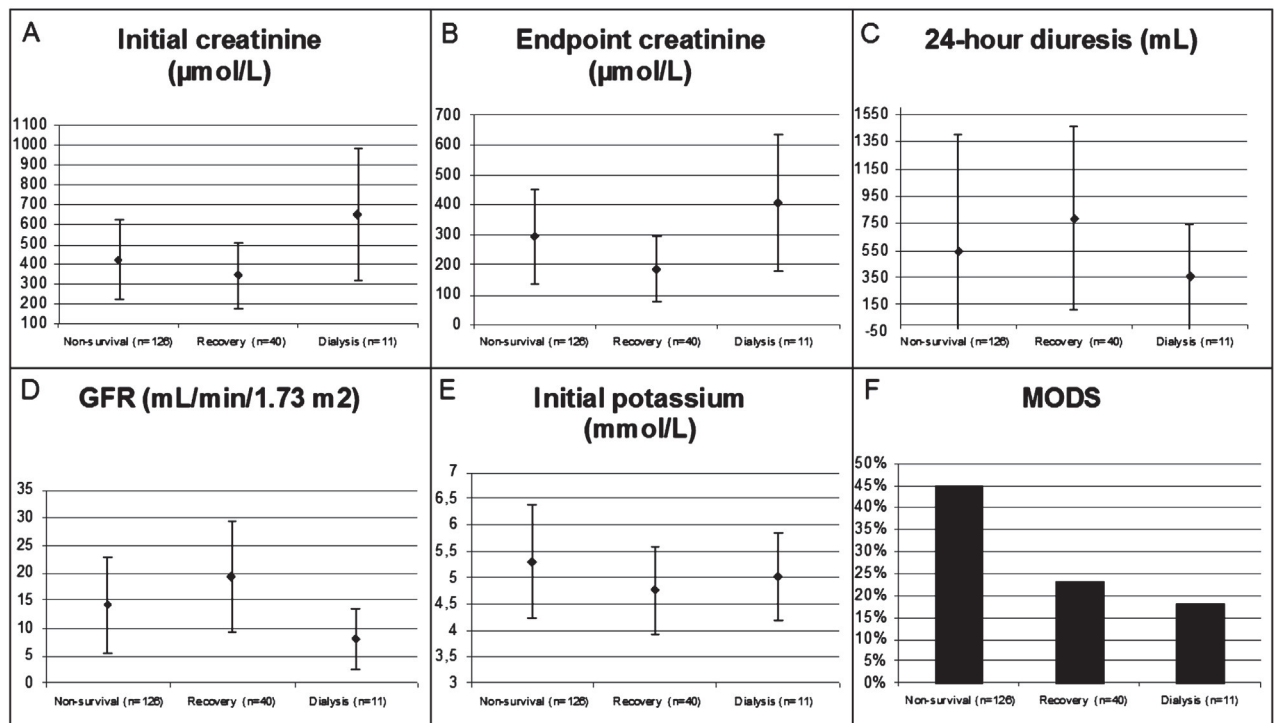 A
Initial creatinine
(µmol/L)
1100
1000
900
800
700
600
500
400
300
200
100
Non-survival (n=126)
Recovery (n=40)
Dialysis (n=11)
B
Endpoint creatinine
(µmol/L)
700
600
500
400
300
200
100
0
Non-survival (n=126)
Recovery (n=40)
Dialysis (n=11)
C
24-hour diuresis (mL)
1550
1350
1150
950
750
550
350
150
-50
Non-survival (n=126)
Recovery (n=40)
Dialysis (n=11)
D
GFR (mL/min/1.73 m2)
35
30
25
20
15
10
5
0
Non-survival (n=126)
Recovery (n=40)
Dialysis (n=11)
E
Initial potassium
(mmol/L)
7
6,5
6
5,5
5
4,5
4
3,5
3
Non-survival (n=126)
Recovery (n=40)
Dialysis (n=11)
F
MODS
50%
45%
40%
35%
30%
25%
20%
15%
10%
5%
0%
Non-survival (n=126)
Recovery (n=40)
Dialysis (n=11)